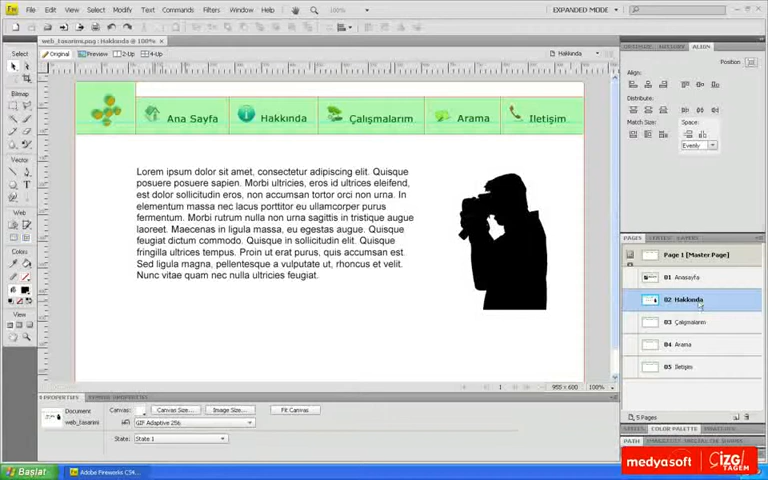 File Edit View Select Modify Text Commands Filters Window Help
100%
EXPANDED MODE
web_tasarimi.png : Hakkında @ 100%
Original Preview 2-Up 4-Up
Hakkında
Select
Bitmap
Vector
Web
Colors
View
Ana Sayfa
Hakkında
Çalışmalarım
Arama
İletişim
Lorem ipsum dolor sit amet, consectetur adipiscing elit. Quisque
posuere posuere sapien. Morbi ultricies, eros id ultrices eleifend,
est dolor sollicitudin eros, non accumsan tortor orci non urna. In
elementum massa nec lacus porttitor eu ullamcorper purus
fermentum. Morbi rutrum nulla non urna sagittis in tristique augue
laoreet. Maecenas in ligula massa, eu egestas augue. Quisque
feugiat dictum commodo. Quisque in sollicitudin elit. Quisque
fringilla ultrices tempus. Proin ut erat purus, quis accumsan est.
Sed ligula magna, pellentesque a vulputate ut, rhoncus et velit.
Nunc vitae quam nec nulla ultricies feugiat.
ALIGN
Position
Align:
Distribute:
Match Size:
Space:
Evenly
PAGES
LAYERS
Page 1 [Master Page]
01 Anasayfa
02 Hakkında
03 Çalışmalarım
04 Arama
05 İletişim
5 Pages
1
955 x 600
100%
PROPERTIES
Document
web_tasarimi
Canvas:
Canvas Size...
Image Size...
Fit Canvas
GIF Adaptive 256
State:
State 1
STYLES
COLOR PALETTE
PATH
Başlat
Adobe Fireworks CS4...
medyasoft
ÇİZGİ
TAGEM